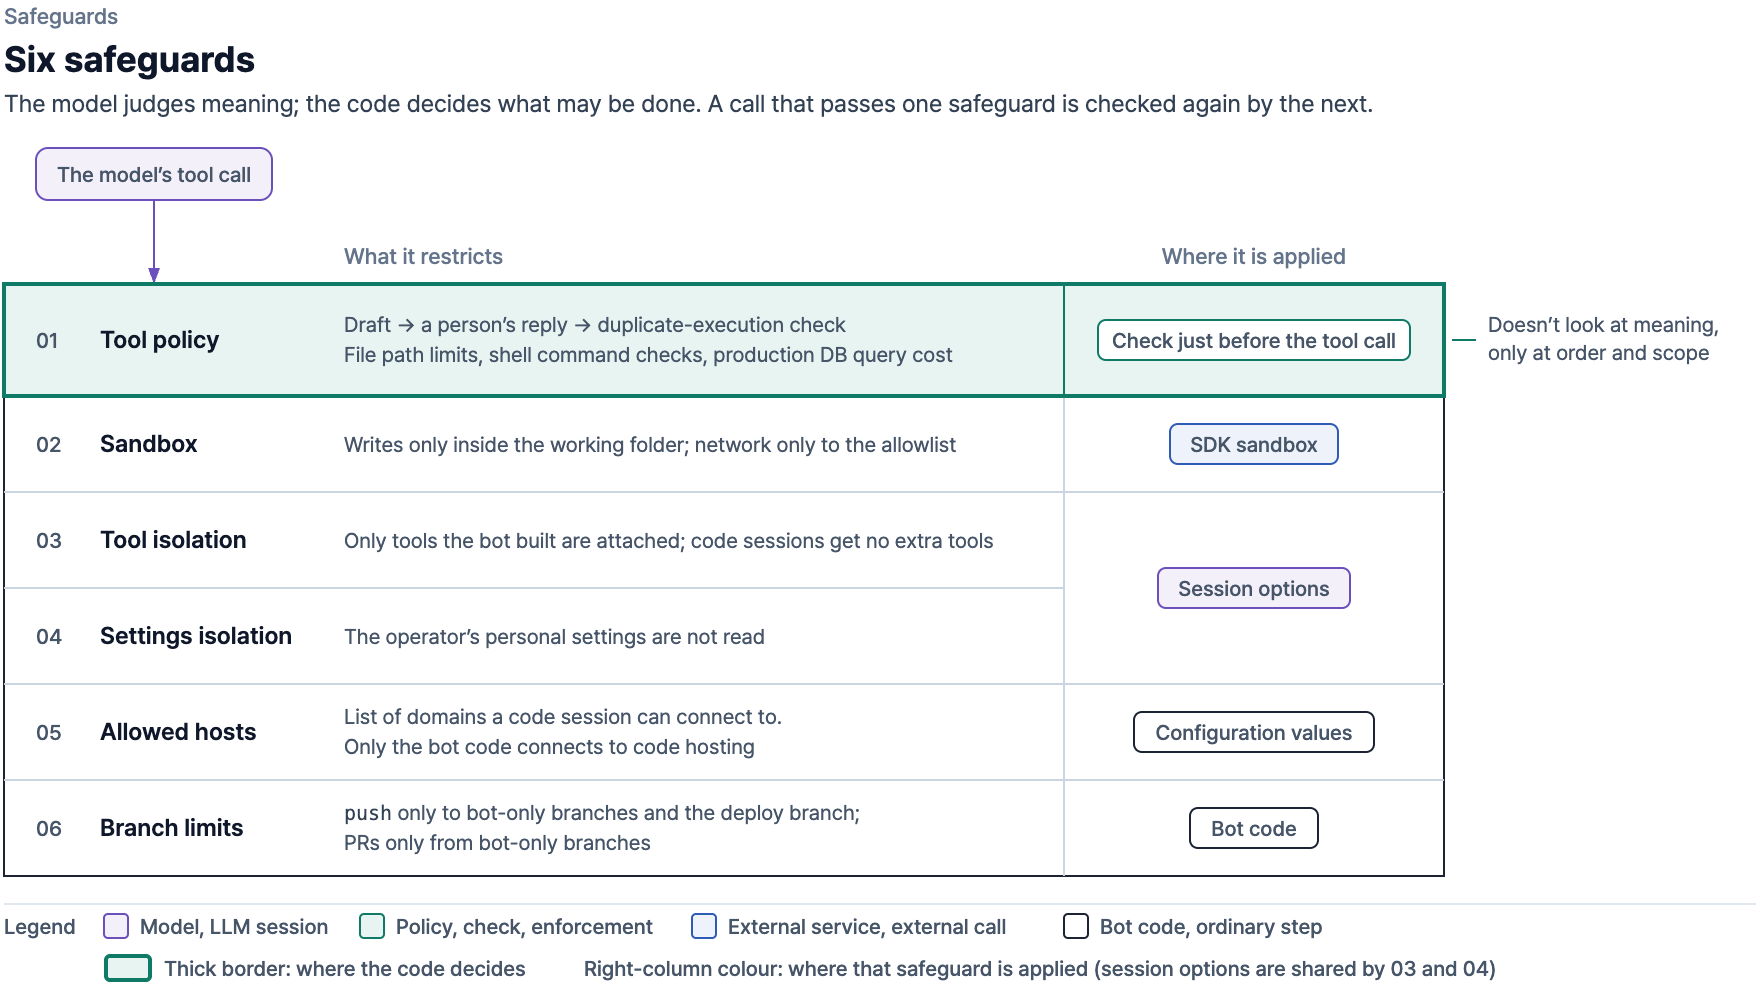 Safeguards
Six safeguards
The model judges meaning; the code decides what may be done. A call that passes one safeguard is checked again by the next.
The model’s tool call
What it restricts
Where it is applied
01
Tool policy
Draft → a person’s reply → duplicate-execution check
File path limits, shell command checks, production DB query cost
Check just before the tool call
Doesn’t look at meaning,
only at order and scope
02
Sandbox
Writes only inside the working folder; network only to the allowlist
SDK sandbox
03
Tool isolation
Only tools the bot built are attached; code sessions get no extra tools
Session options
04
Settings isolation
The operator’s personal settings are not read
05
Allowed hosts
List of domains a code session can connect to.
Only the bot code connects to code hosting
Configuration values
06
Branch limits
push only to bot-only branches and the deploy branch;
PRs only from bot-only branches
Bot code
Legend
Model, LLM session
Policy, check, enforcement
External service, external call
Bot code, ordinary step
Thick border: where the code decides
Right-column colour: where that safeguard is applied (session options are shared by 03 and 04)